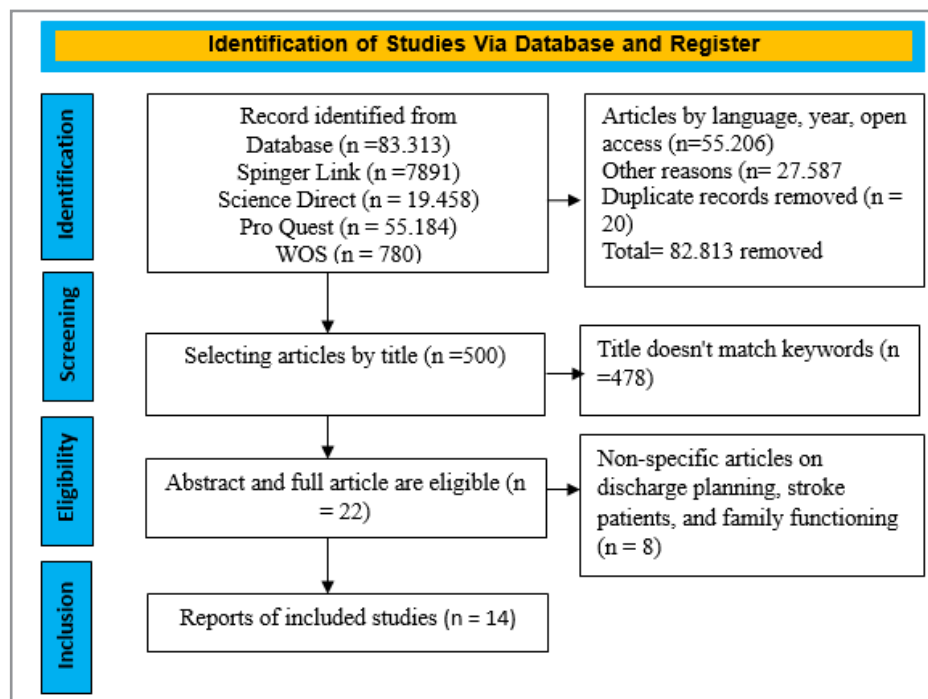 Identification of Studies Via Database and Register
Identification
Record identified from
Database (n =83.313)
Spinger Link (n =7891)
Science Direct (n = 19.458)
Pro Quest (n = 55.184)
WOS (n = 780)
Articles by language, year, open
access (n=55.206)
Other reasons (n= 27.587
Duplicate records removed (n =
20)
Total= 82.813 removed
Screening
Selecting articles by title (n =500)
Title doesn't match keywords (n
=478)
Eligibility
Abstract and full article are eligible (n
= 22)
Non-specific articles on
discharge planning, stroke
patients, and family functioning
(n = 8)
Inclusion
Reports of included studies (n = 14)